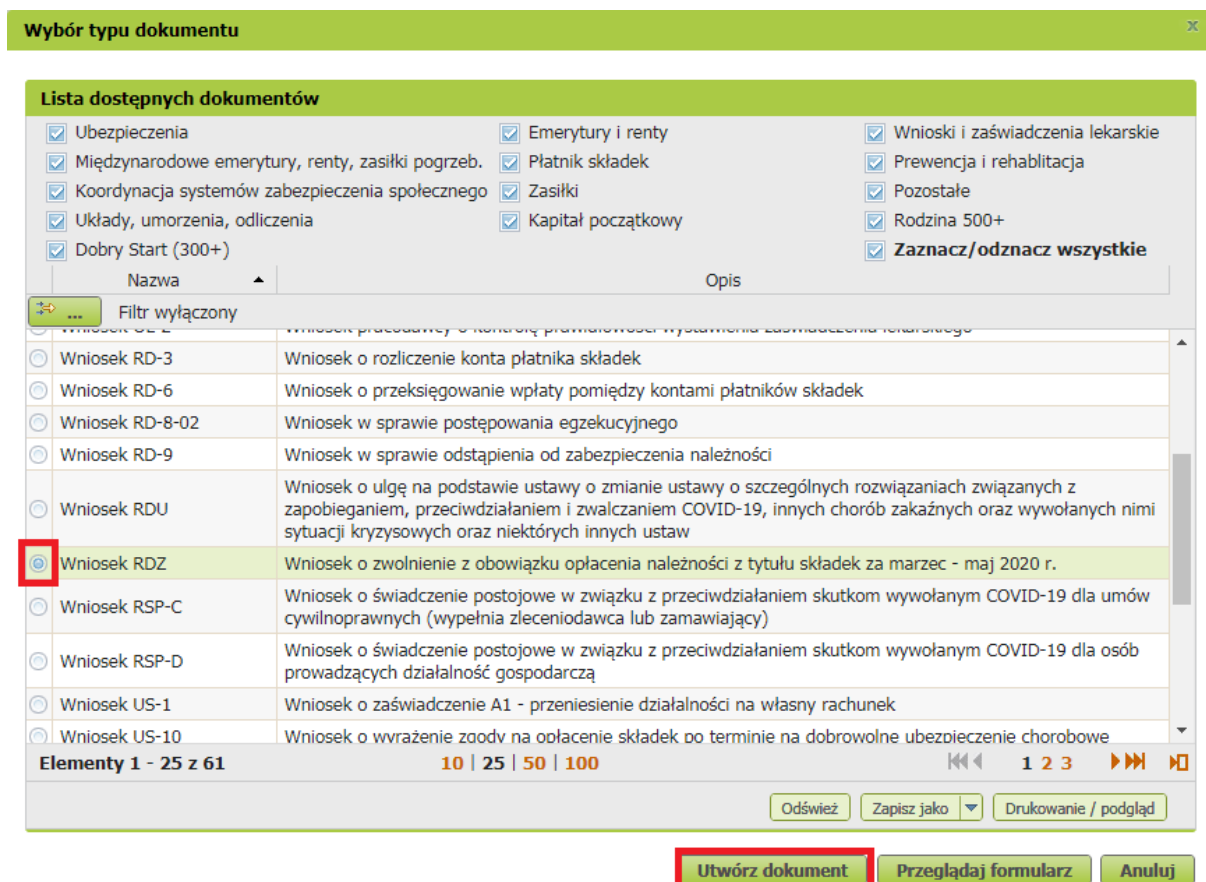 Wybór typu dokumentu
x
Lista dostępnych dokumentów
Ubezpieczenia
Emerytury i renty
Wnioski i zaświadczenia lekarskie
Międzynarodowe emerytury, renty, zasiłki pogrzeb.
Płatnik składek
Prewencja i rehablitacja
Koordynacja systemów zabezpieczenia społecznego
Zasiłki
Pozostałe
Układy, umorzenia, odliczenia
Kapitał początkowy
Rodzina 500+
Dobry Start (300+)
Zaznacz/odznacz wszystkie
Nazwa
Opis
...
Filtr wyłączony
Wniosek RD-3
Wniosek o rozliczenie konta płatnika składek
Wniosek RD-6
Wniosek o przeksięgowanie wpłaty pomiędzy kontami płatników składek
Wniosek RD-8-02
Wniosek w sprawie postępowania egzekucyjnego
Wniosek RD-9
Wniosek w sprawie odstąpienia od zabezpieczenia należności
Wniosek RDU
Wniosek o ulgę na podstawie ustawy o zmianie ustawy o szczególnych rozwiązaniach związanych z
zapobieganiem, przeciwdziałaniem i zwalczaniem COVID-19, innych chorób zakaźnych oraz wywołanych nimi
sytuacji kryzysowych oraz niektórych innych ustaw
Wniosek RDZ
Wniosek o zwolnienie z obowiązku opłacenia należności z tytułu składek za marzec - maj 2020 r.
Wniosek RSP-C
Wniosek o świadczenie postojowe w związku z przeciwdziałaniem skutkom wywołanym COVID-19 dla umów
cywilnoprawnych (wypełnia zleceniodawca lub zamawiający)
Wniosek RSP-D
Wniosek o świadczenie postojowe w związku z przeciwdziałaniem skutkom wywołanym COVID-19 dla osób
prowadzących działalność gospodarczą
Wniosek US-1
Wniosek o zaświadczenie A1 - przeniesienie działalności na własny rachunek
Wniosek US-10
Wniosek o wyrażenie zgody na opłacenie składek po terminie na dobrowolne ubezpieczenie chorobowe
Elementy 1 - 25 z 61
10 | 25 | 50 | 100
1 2 3
Odśwież
Zapisz jako
Drukowanie / podgląd
Utwórz dokument
Przeglądaj formularz
Anuluj